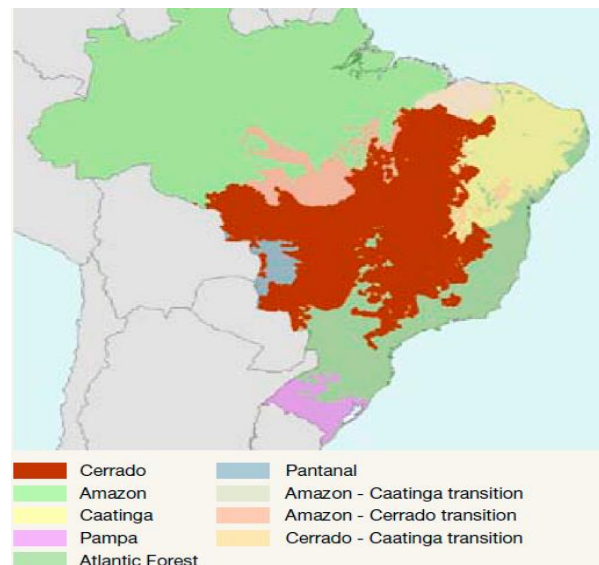 Cerrado
Amazon
Caatinga
Pampa
Atlantic Forest
Pantanal
Amazon - Caatinga transition
Amazon - Cerrado transition
Cerrado - Caatinga transition